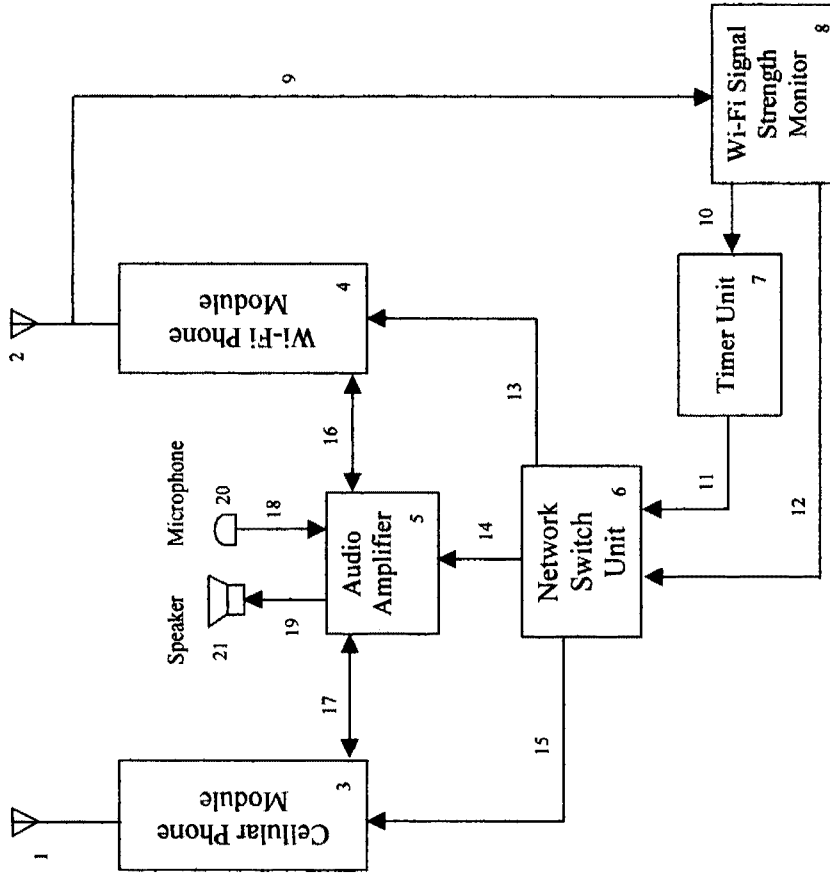 1
2
Cellular Phone
Module
3
Wi-Fi Phone
Module
4
9
Speaker
21
Microphone
20
19
18
17
16
Audio
Amplifier
5
14
15
13
Network
Switch
Unit
6
11
12
Timer Unit
7
10
Wi-Fi Signal
Strength
Monitor
8